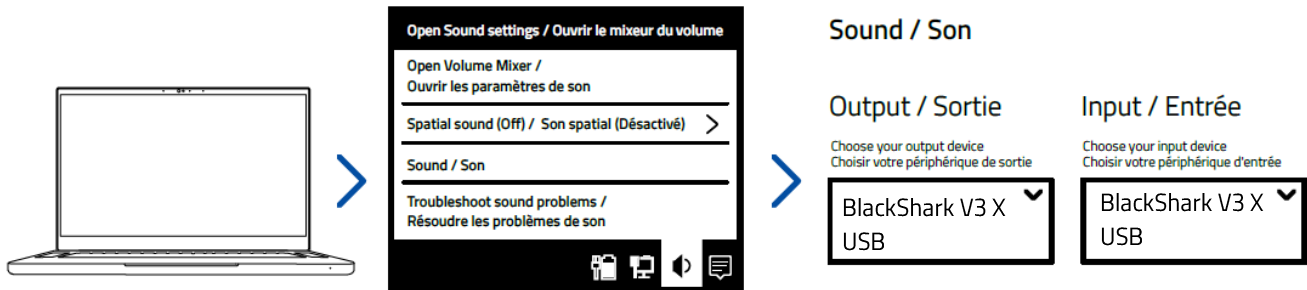 Open Sound settings / Ouvrir le mixeur du volume
Open Volume Mixer /
Ouvrir les paramètres de son
Spatial sound (Off) / Son spatial (Désactivé)
Sound / Son
Troubleshoot sound problems /
Résoudre les problèmes de son
Sound / Son
Output / Sortie
Choose your output device
Choisir votre périphérique de sortie
BlackShark V3 X
USB
Input / Entrée
Choose your input device
Choisir votre périphérique d'entrée
BlackShark V3 X
USB